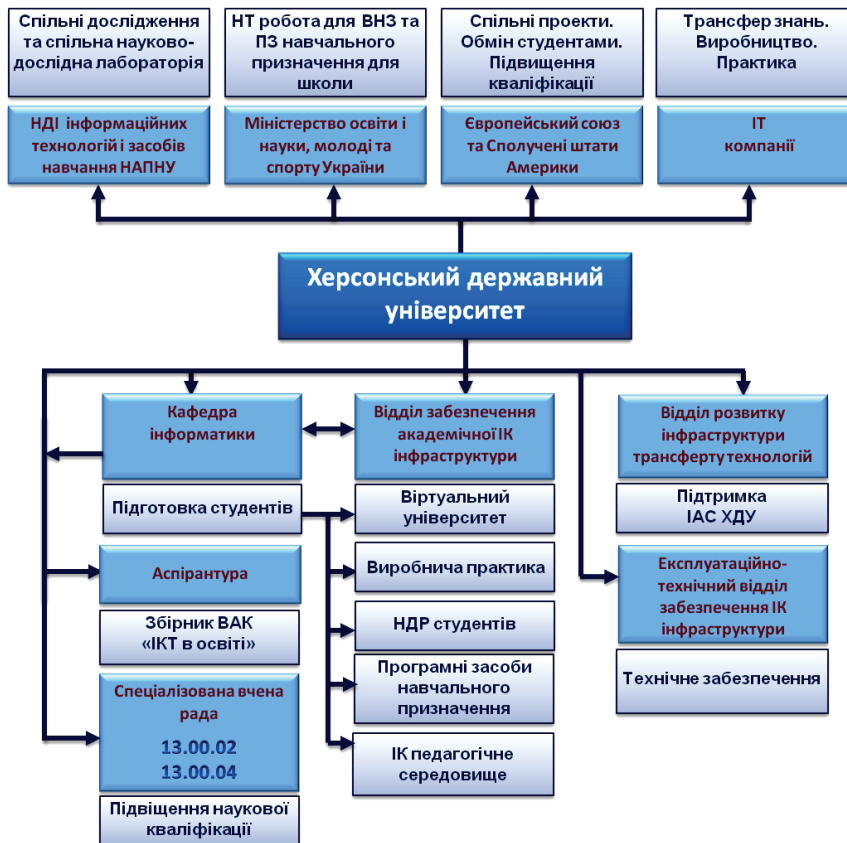 Спільні дослідження
та спільна науково-
дослідна лабораторія
НТ робота для ВНЗ та
ПЗ навчального
призначення для
школи
Спільні проекти.
Обмін студентами.
Підвищення
кваліфікації
Трансфер знань.
Виробництво.
Практика
НДІ інформаційних
технологій і засобів
навчання НАПНУ
Міністерство освіти і
науки, молоді та
спорту України
Європейський союз
та Сполучені штати
Америки
ІТ
компанії
Херсонський державний
університет
Кафедра
інформатики
Підготовка студентів
Аспірантура
Збірник ВАК
«ІКТ в освіті»
Спеціалізована вчена
рада
13.00.02
13.00.04
Підвіщення наукової
кваліфікації
Відділ забезпечення
академічної ІК
інфраструктури
Віртуальний
університет
Виробнича практика
НДР студентів
Програмні засоби
навчального
призначення
ІК педагогічне
середовище
Відділ розвитку
інфраструктури
трансферту технологій
Підтримка
ІАС ХДУ
Експлуатаційно-
технічний відділ
забезпечення ІК
інфраструктури
Технічне забезпечення